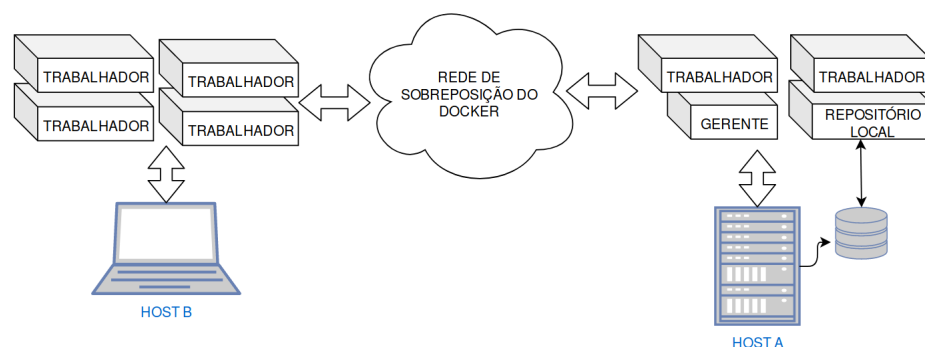 TRABALHADOR
TRABALHADOR
TRABALHADOR
TRABALHADOR
REDE DE
SOBREPOSIÇÃO DO
DOCKER
TRABALHADOR
TRABALHADOR
GERENTE
REPOSITÓRIO
LOCAL
HOST B
HOST A